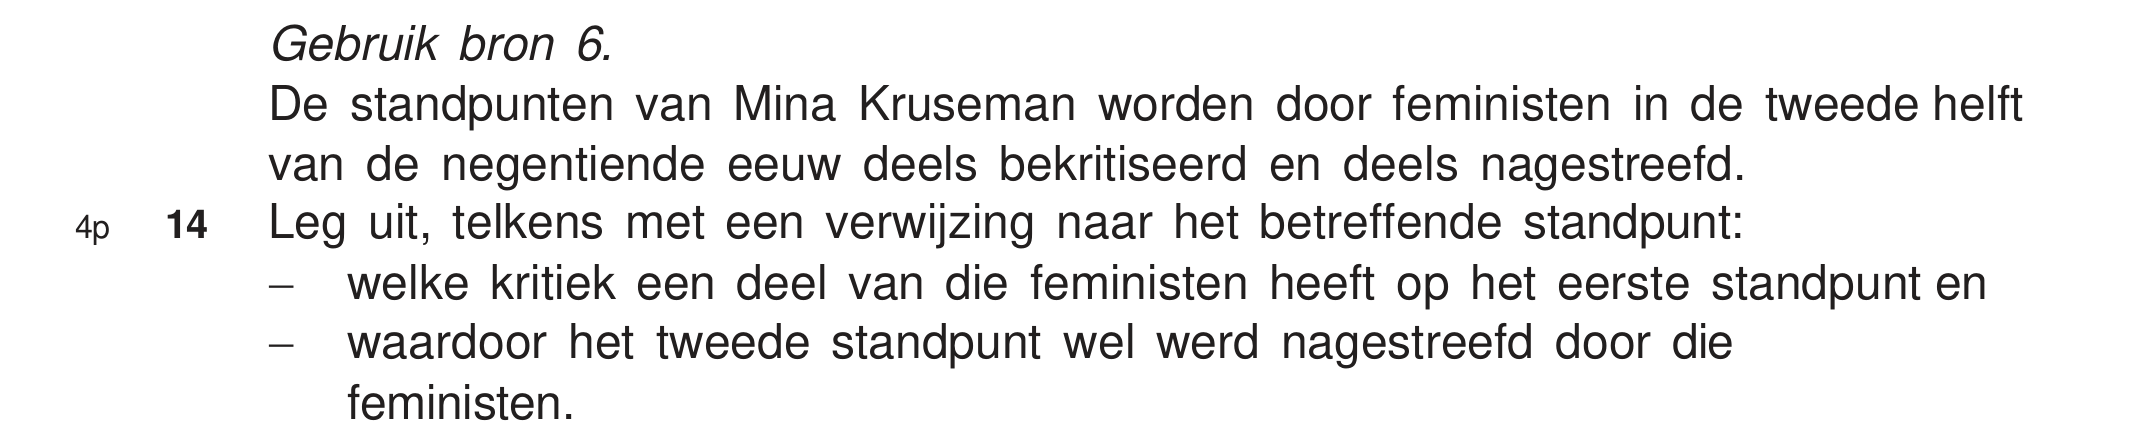 Gebruik bron 6.
De standpunten van Mina Kruseman worden door feministen in de tweede helft
van de negentiende eeuw deels bekritiseerd en deels nagestreefd.
4p 14 Leg uit, telkens met een verwijzing naar het betreffende standpunt:
– welke kritiek een deel van die feministen heeft op het eerste standpunt en
– waardoor het tweede standpunt wel werd nagestreefd door die
feministen.